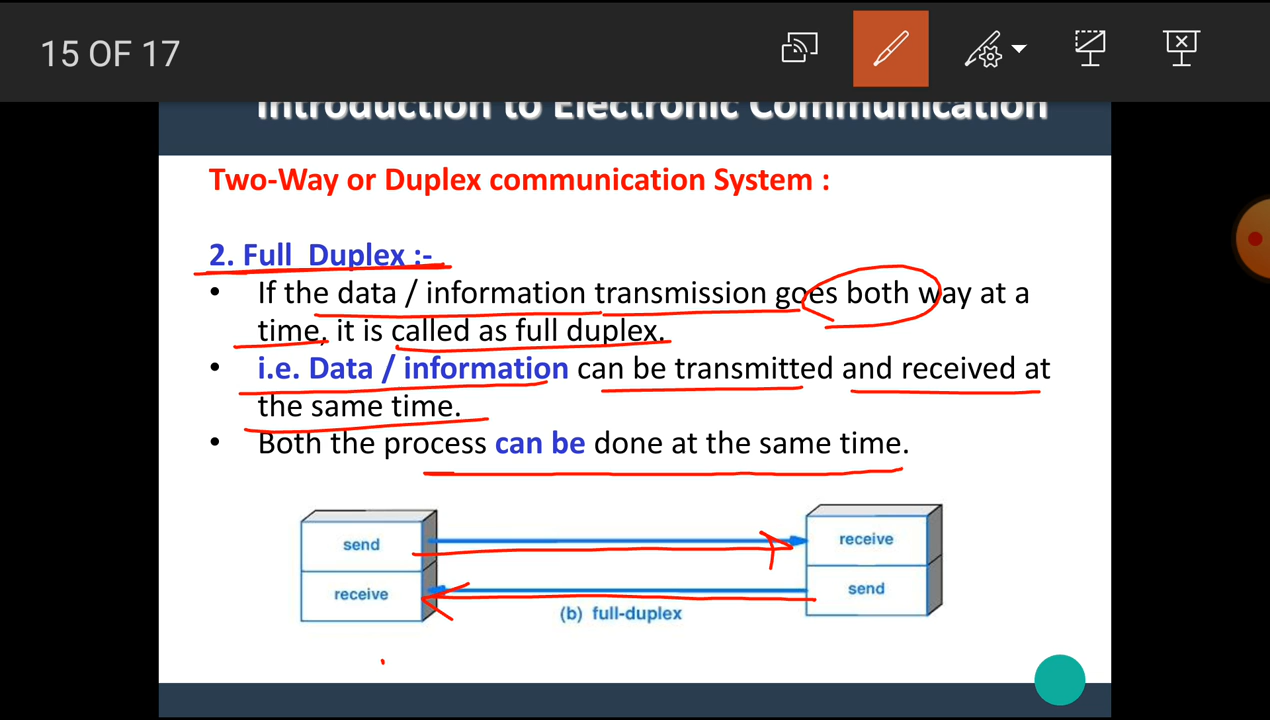 15 OF 17
Introduction to Electronic Communication
Two-Way or Duplex communication System :
2. Full Duplex :-
• If the data / information transmission goes both way at a
time, it is called as full duplex.
• i.e. Data / information can be transmitted and received at
the same time.
• Both the process can be done at the same time.
send
receive
receive
send
(b) full-duplex